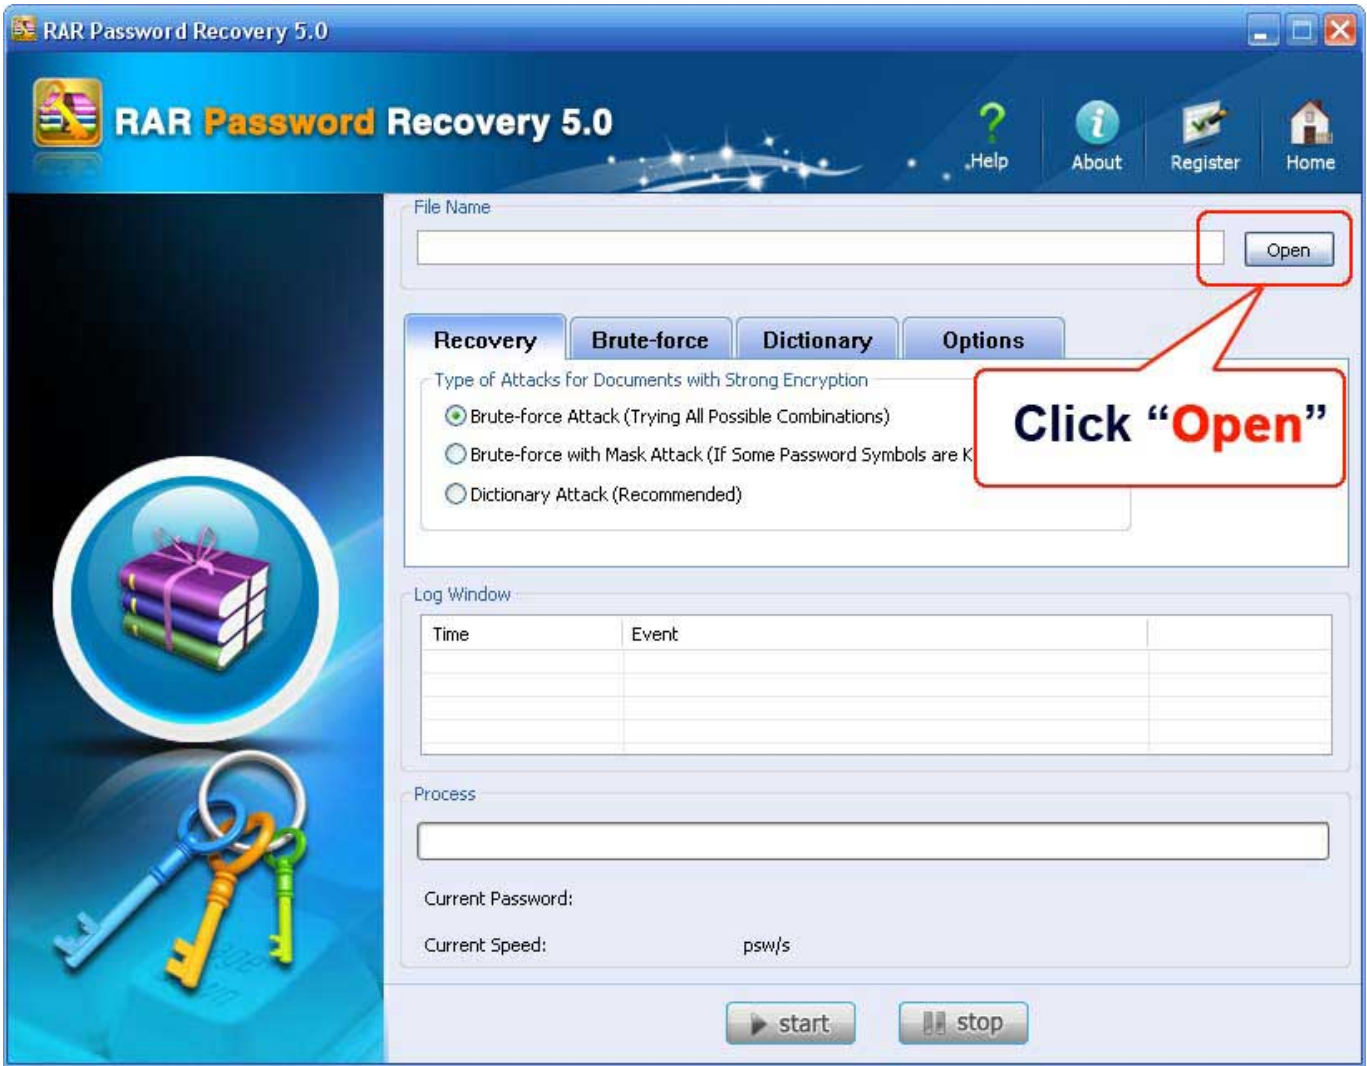 RAR Password Recovery 5.0
RAR Password Recovery 5.0
Help
About
Register
Home
File Name
Open
Recovery
Brute-force
Dictionary
Options
Type of Attacks for Documents with Strong Encryption
Brute-force Attack (Trying All Possible Combinations)
Brute-force with Mask Attack (If Some Password Symbols are K
Dictionary Attack (Recommended)
Click “Open”
Log Window
Time
Event
Process
Current Password:
Current Speed: psw/s
start
stop